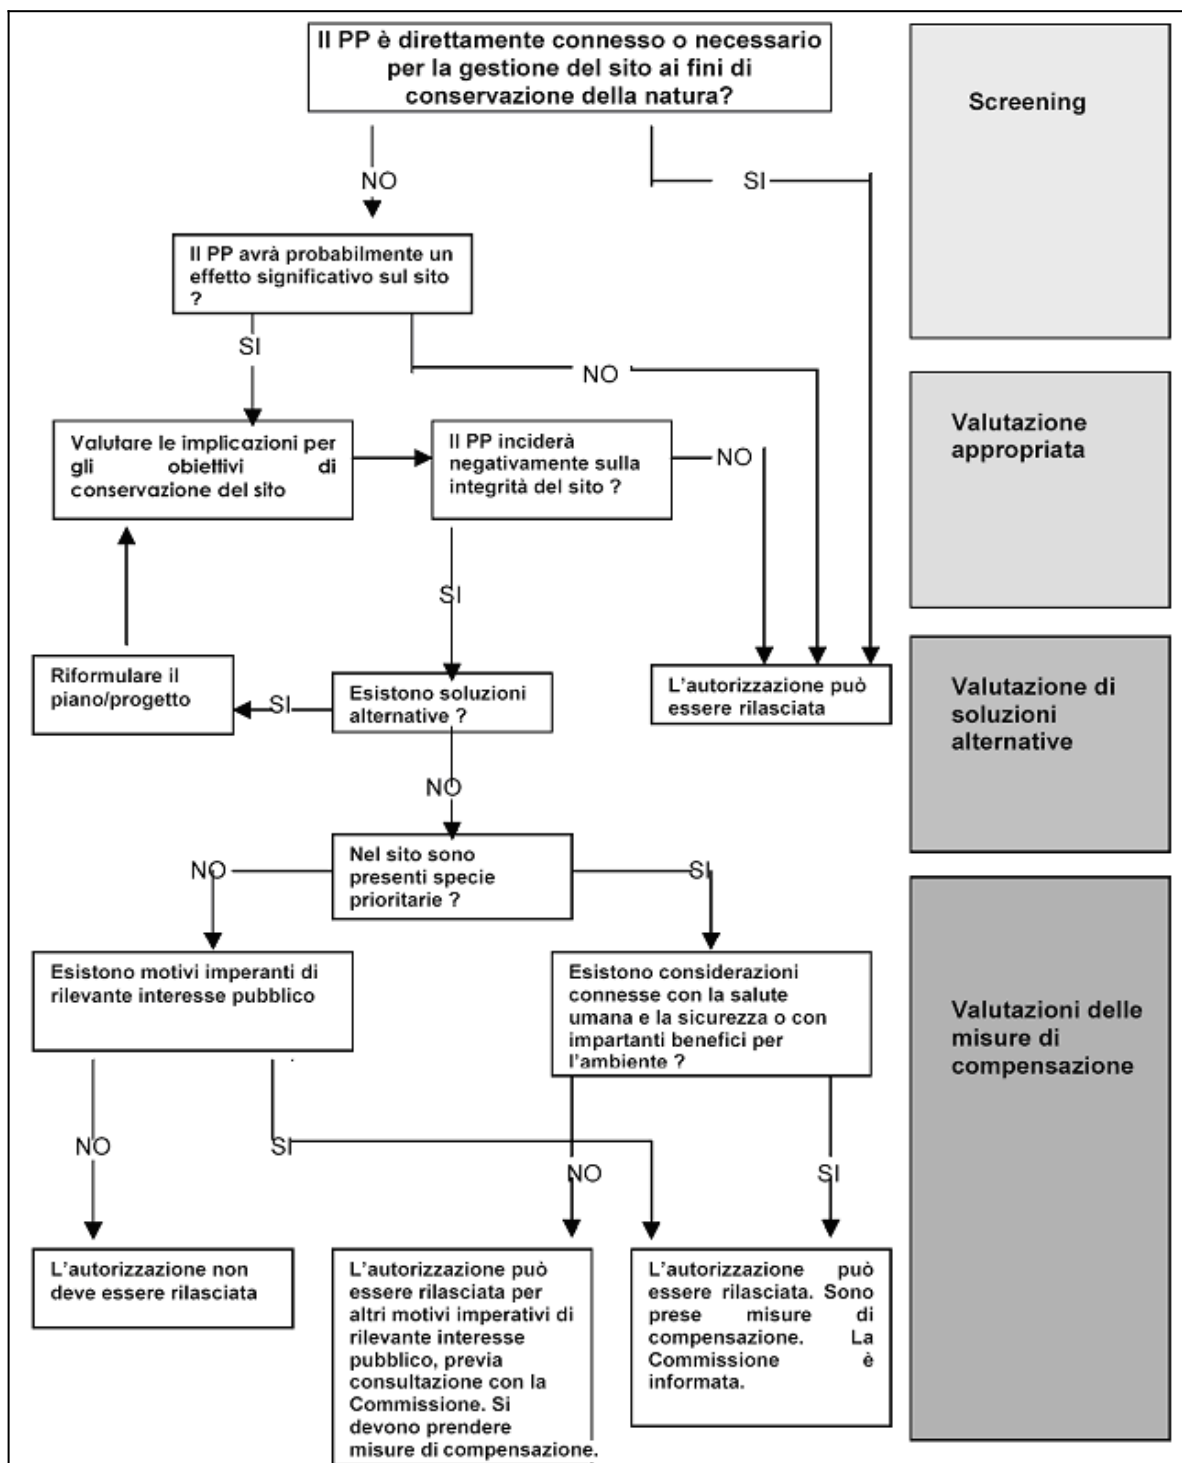 Il PP è direttamente connesso o necessario
per la gestione del sito ai fini di
conservazione della natura?
Screening
NO
SI
Il PP avrà probabilmente un
effetto significativo sul sito
?
SI
NO
Valutare le implicazioni per
gli obiettivi di
conservazione del sito
Il PP inciderà
negativamente sulla
integrità del sito ?
NO
Valutazione
appropriata
SI
Riformulare il
piano/progetto
SI
Esistono soluzioni
alternative ?
L'autorizzazione può
essere rilasciata
Valutazione di
soluzioni
alternative
NO
Nel sito sono
presenti specie
prioritarie ?
NO
SI
Esistono motivi imperanti di
rilevante interesse pubblico
Esistono considerazioni
connesse con la salute
umana e la sicurezza o con
impartanti benefici per
l'ambiente ?
Valutazioni delle
misure di
compensazione
NO
SI
NO
SI
L'autorizzazione non
deve essere rilasciata
L'autorizzazione può
essere rilasciata per
altri motivi imperativi di
rilevante interesse
pubblico, previa
consultazione con la
Commissione. Si
devono prendere
misure di compensazione.
L'autorizzazione può
essere rilasciata. Sono
prese misure di
compensazione. La
Commissione è
informata.